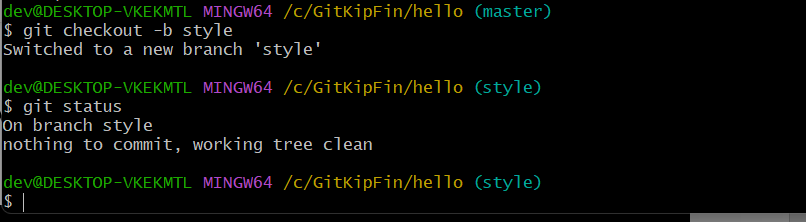 dev@DESKTOP-VKEKMTL MINGW64 /c/GitKipFin/hello (master)
$ git checkout -b style
Switched to a new branch 'style'
dev@DESKTOP-VKEKMTL MINGW64 /c/GitKipFin/hello (style)
$ git status
On branch style
nothing to commit, working tree clean
dev@DESKTOP-VKEKMTL MINGW64 /c/GitKipFin/hello (style)
$